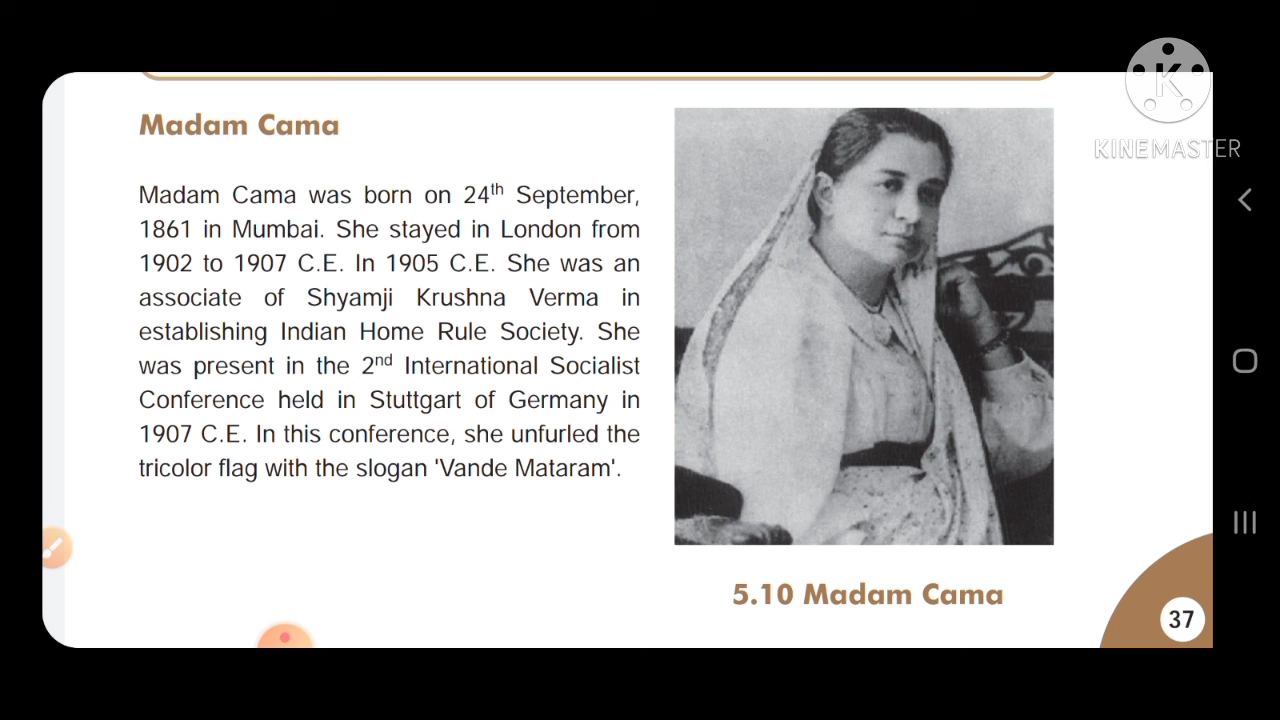 Madam Cama
Madam Cama was born on 24th September,
1861 in Mumbai. She stayed in London from
1902 to 1907 C.E. In 1905 C.E. She was an
associate of Shyamji Krushna Verma in
establishing Indian Home Rule Society. She
was present in the 2nd International Socialist
Conference held in Stuttgart of Germany in
1907 C.E. In this conference, she unfurled the
tricolor flag with the slogan 'Vande Mataram'.
5.10 Madam Cama
37
K
KINEMASTER